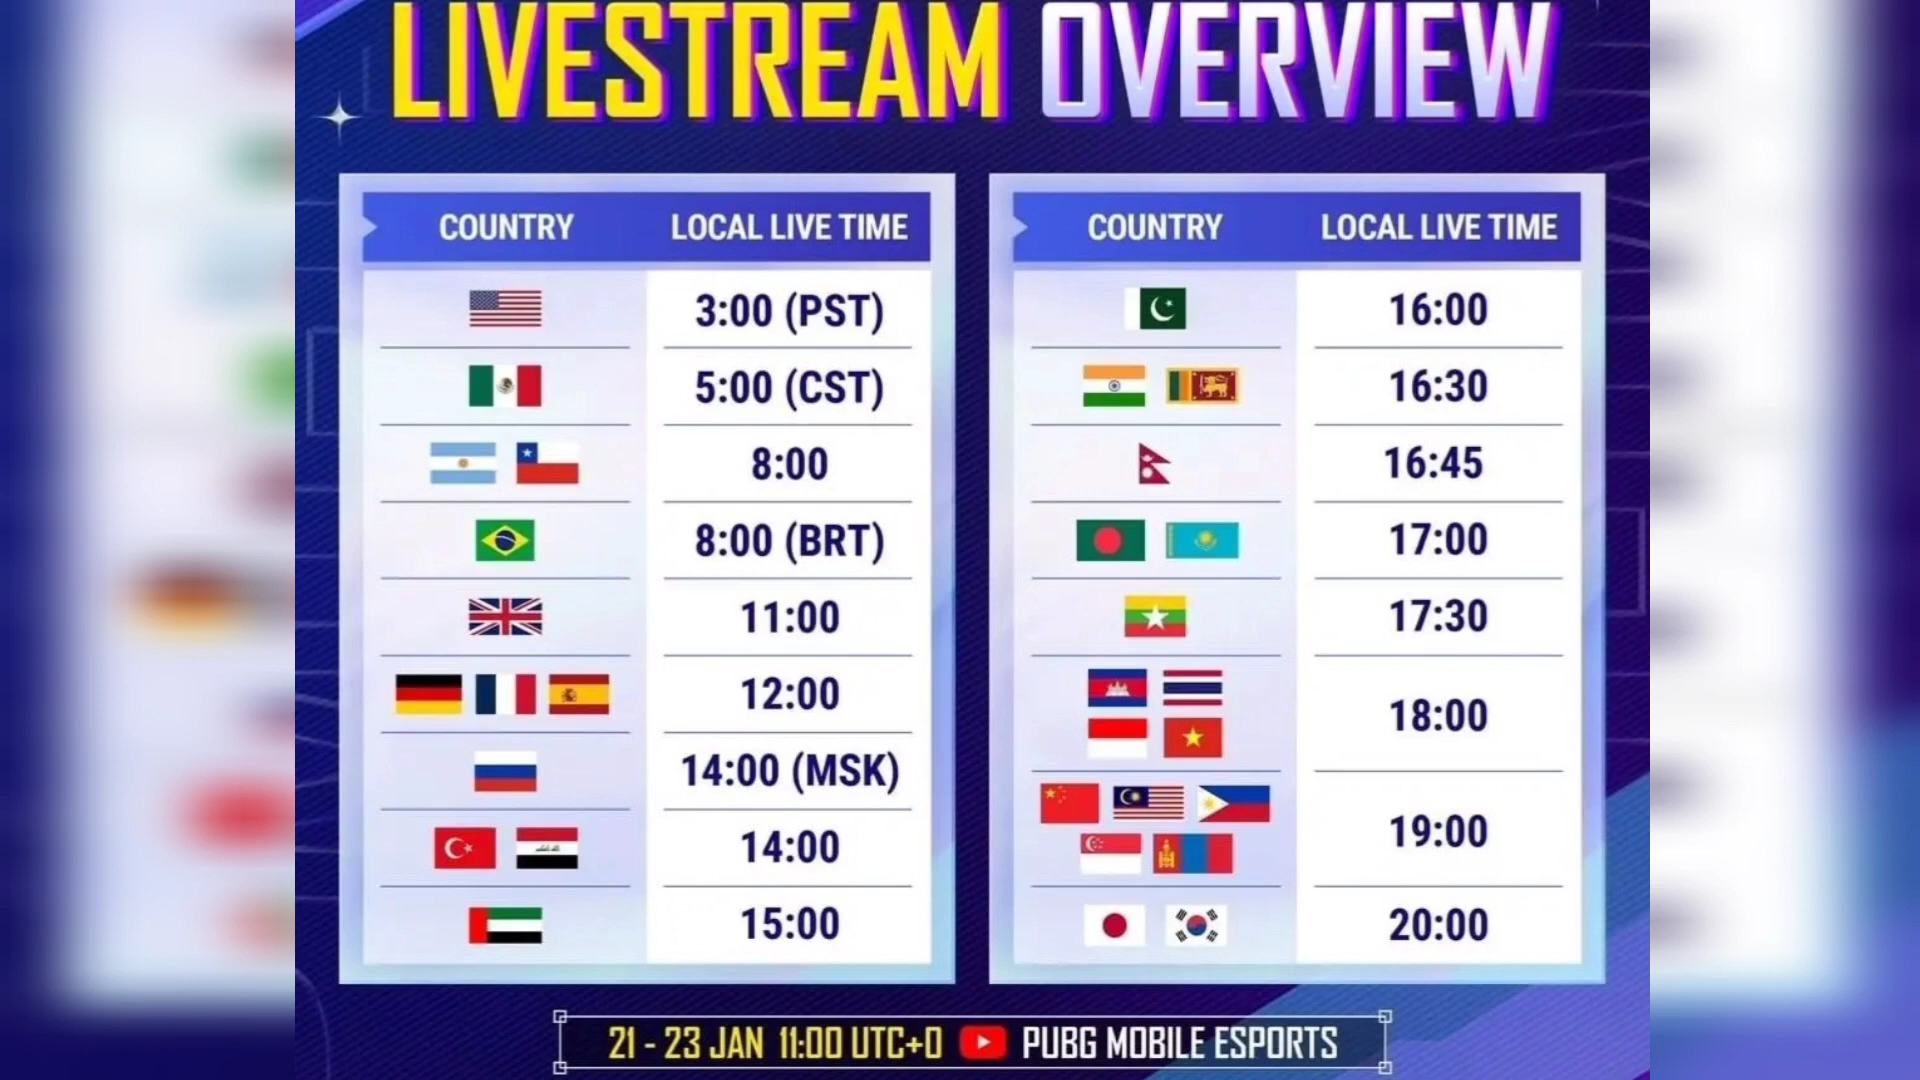 LIVESTREAM OVERVIEW
COUNTRY LOCAL LIVE TIME
3:00 (PST)
5:00 (CST)
8:00
8:00 (BRT)
11:00
12:00
14:00 (MSK)
14:00
15:00
COUNTRY LOCAL LIVE TIME
16:00
16:30
16:45
17:00
17:30
18:00
19:00
20:00
21 - 23 JAN 11:00 UTC+0 PUBG MOBILE ESPORTS